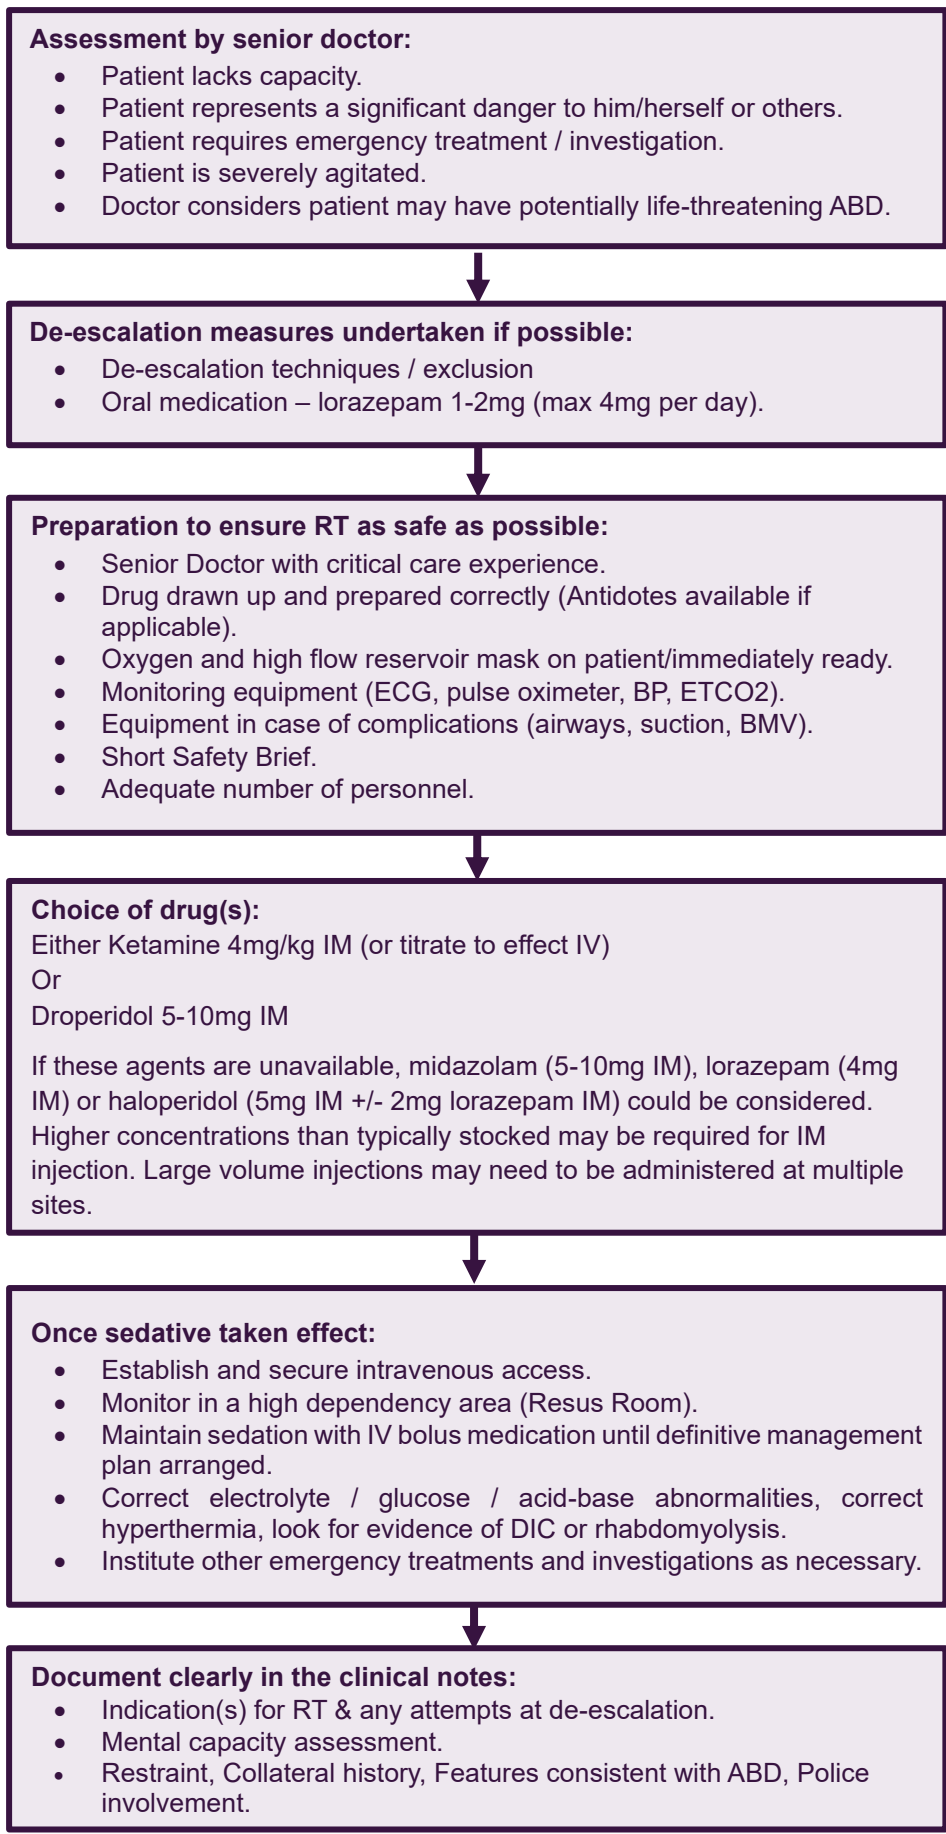 Assessment by senior doctor:
• Patient lacks capacity.
• Patient represents a significant danger to him/herself or others.
• Patient requires emergency treatment / investigation.
• Patient is severely agitated.
• Doctor considers patient may have potentially life-threatening ABD.
De-escalation measures undertaken if possible:
• De-escalation techniques / exclusion
• Oral medication – lorazepam 1-2mg (max 4mg per day).
Preparation to ensure RT as safe as possible:
• Senior Doctor with critical care experience.
• Drug drawn up and prepared correctly (Antidotes available if
applicable).
• Oxygen and high flow reservoir mask on patient/immediately ready.
• Monitoring equipment (ECG, pulse oximeter, BP, ETCO2).
• Equipment in case of complications (airways, suction, BMV).
• Short Safety Brief.
• Adequate number of personnel.
Choice of drug(s):
Either Ketamine 4mg/kg IM (or titrate to effect IV)
Or
Droperidol 5-10mg IM
If these agents are unavailable, midazolam (5-10mg IM), lorazepam (4mg
IM) or haloperidol (5mg IM +/- 2mg lorazepam IM) could be considered.
Higher concentrations than typically stocked may be required for IM
injection. Large volume injections may need to be administered at multiple
sites.
Once sedative taken effect:
• Establish and secure intravenous access.
• Monitor in a high dependency area (Resus Room).
• Maintain sedation with IV bolus medication until definitive management
plan arranged.
• Correct electrolyte / glucose / acid-base abnormalities, correct
hyperthermia, look for evidence of DIC or rhabdomyolysis.
• Institute other emergency treatments and investigations as necessary.
Document clearly in the clinical notes:
• Indication(s) for RT & any attempts at de-escalation.
• Mental capacity assessment.
• Restraint, Collateral history, Features consistent with ABD, Police
involvement.